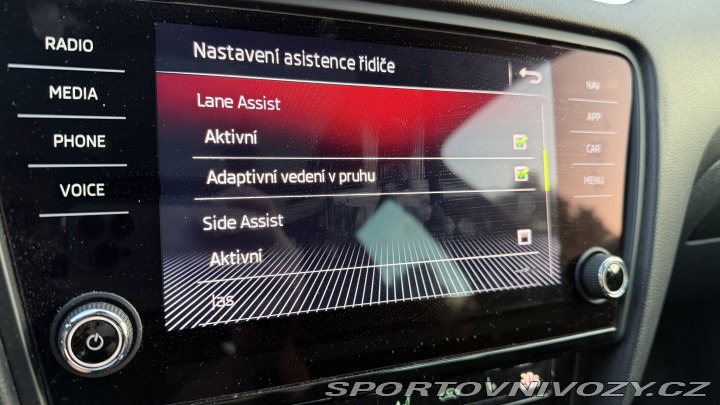 RADIO
MEDIA
PHONE
VOICE
Nastavení asistence řidiče
Lane Assist
Aktivní
Adaptivní vedení v pruhu
Side Assist
Aktivní
NAV
APP
CAR
MENU
SPORTOVNIVOZY.CZ